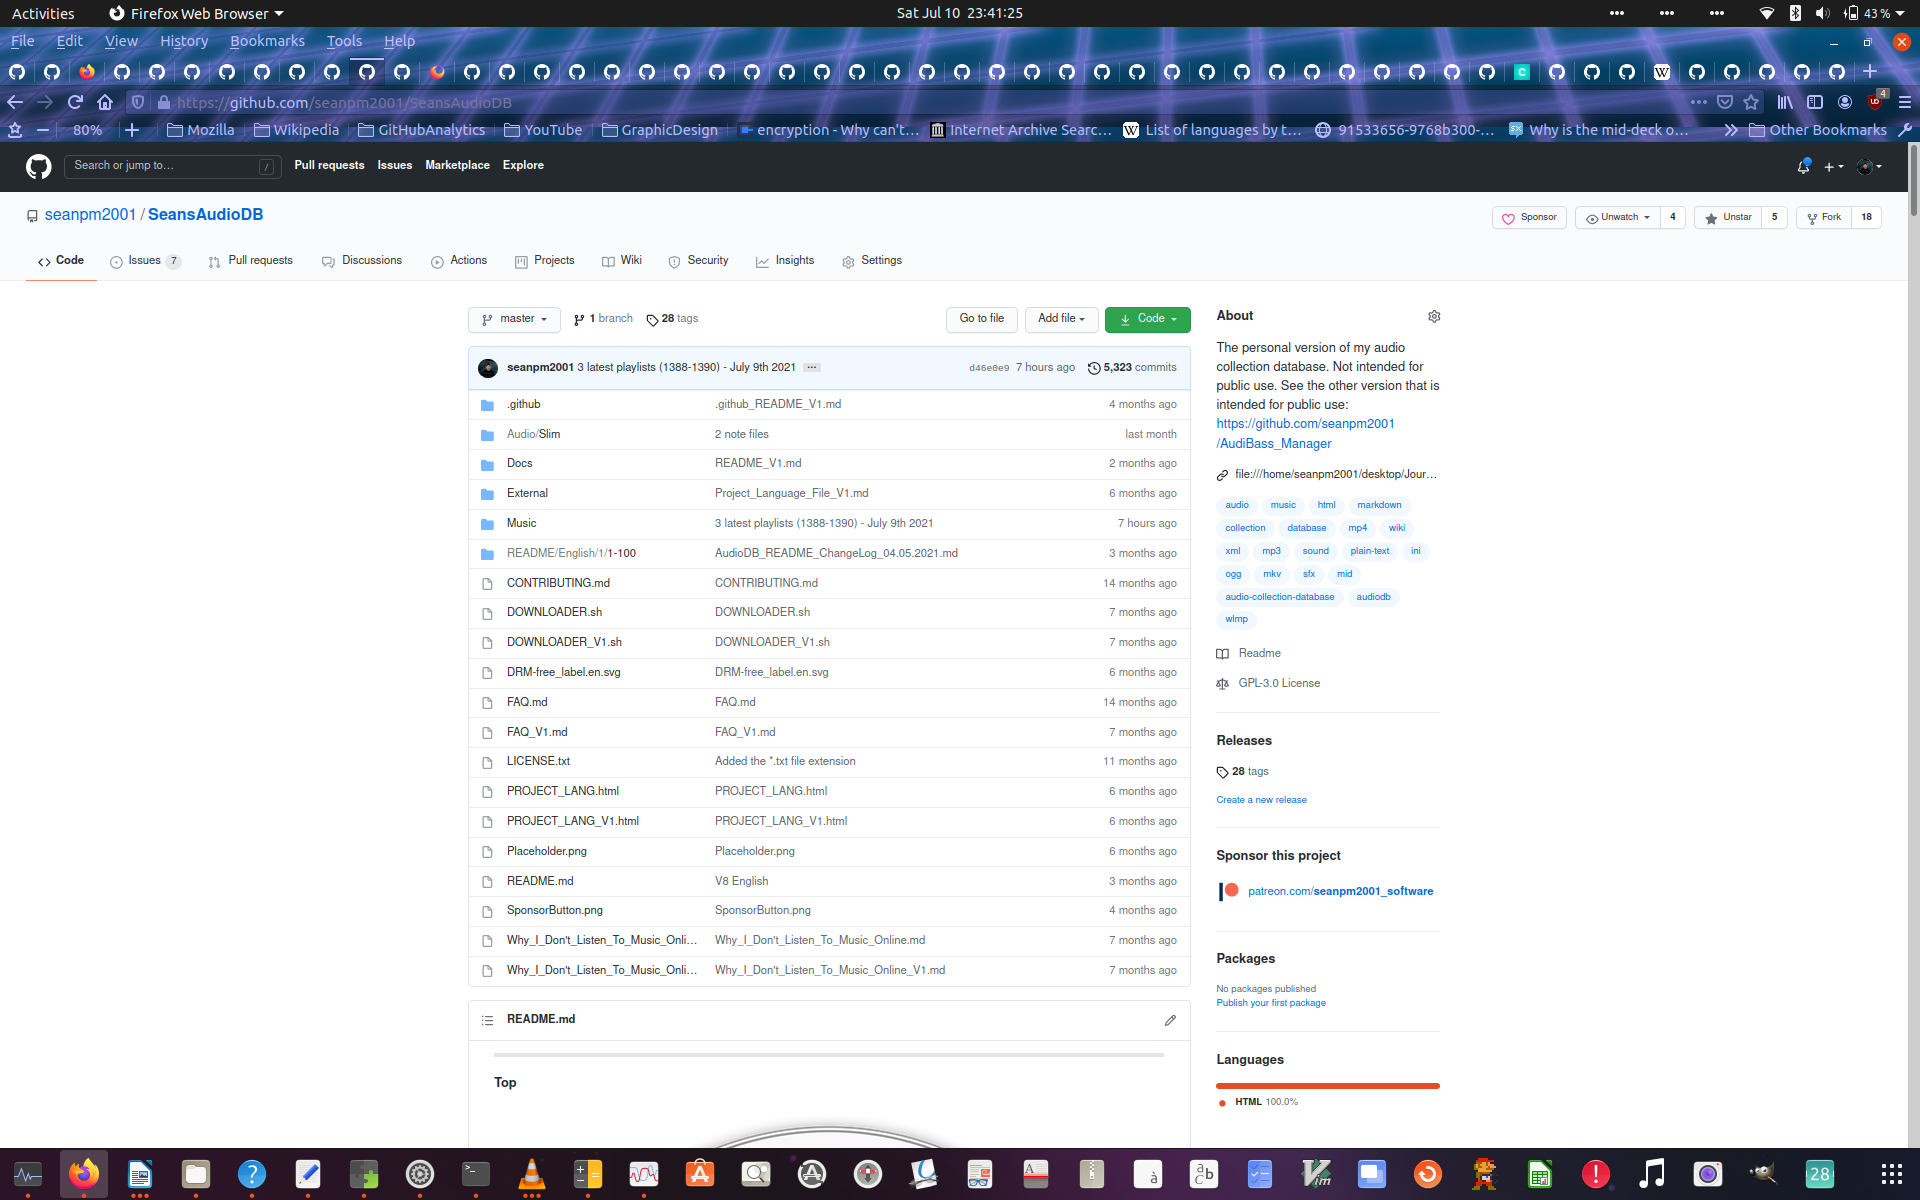 Activities
Firefox Web Browser
Sat Jul 10 23:41:25
43 %
File Edit View History Bookmarks Tools Help
https://github.com/seanpm2001/SeansAudioDB
4
80%
Mozilla
Wikipedia
GitHubAnalytics
YouTube
GraphicDesign
encryption - Why can't…
Internet Archive Searc…
List of languages by t…
91533656-9768b300-…
Why is the mid-deck o…
Other Bookmarks
Search or jump to…
/
Pull requests Issues Marketplace Explore
seanpm2001 / SeansAudioDB
Sponsor
Unwatch 4
Unstar 5
Fork 18
Code
Issues 7
Pull requests
Discussions
Actions
Projects
Wiki
Security
Insights
Settings
master
1 branch
28 tags
Go to file
Add file
Code
seanpm2001 3 latest playlists (1388-1390) - July 9th 2021 …
d46e0e9 7 hours ago
5,323 commits
.github .github_README_V1.md 4 months ago
Audio/Slim 2 note files last month
Docs README_V1.md 2 months ago
External Project_Language_File_V1.md 6 months ago
Music 3 latest playlists (1388-1390) - July 9th 2021 7 hours ago
README/English/1/1-100 AudioDB_README_ChangeLog_04.05.2021.md 3 months ago
CONTRIBUTING.md CONTRIBUTING.md 14 months ago
DOWNLOADER.sh DOWNLOADER.sh 7 months ago
DOWNLOADER_V1.sh DOWNLOADER_V1.sh 7 months ago
DRM-free_label.en.svg DRM-free_label.en.svg 6 months ago
FAQ.md FAQ.md 14 months ago
FAQ_V1.md FAQ_V1.md 7 months ago
LICENSE.txt Added the *.txt file extension 11 months ago
PROJECT_LANG.html PROJECT_LANG.html 6 months ago
PROJECT_LANG_V1.html PROJECT_LANG_V1.html 6 months ago
Placeholder.png Placeholder.png 6 months ago
README.md V8 English 3 months ago
SponsorButton.png SponsorButton.png 4 months ago
Why_I_Don't_Listen_To_Music_Onli… Why_I_Don't_Listen_To_Music_Online.md 7 months ago
Why_I_Don't_Listen_To_Music_Onli… Why_I_Don't_Listen_To_Music_Online_V1.md 7 months ago
README.md
Top
About
The personal version of my audio
collection database. Not intended for
public use. See the other version that is
intended for public use:
https://github.com/seanpm2001
/AudiBass_Manager
file:///home/seanpm2001/desktop/Jour…
audio music html markdown
collection database mp4 wiki
xml mp3 sound plain-text ini
ogg mkv sfx mid
audio-collection-database audiodb
wlmp
Readme
GPL-3.0 License
Releases
28 tags
Create a new release
Sponsor this project
patreon.com/seanpm2001_software
Packages
No packages published
Publish your first package
Languages
HTML 100.0%
28